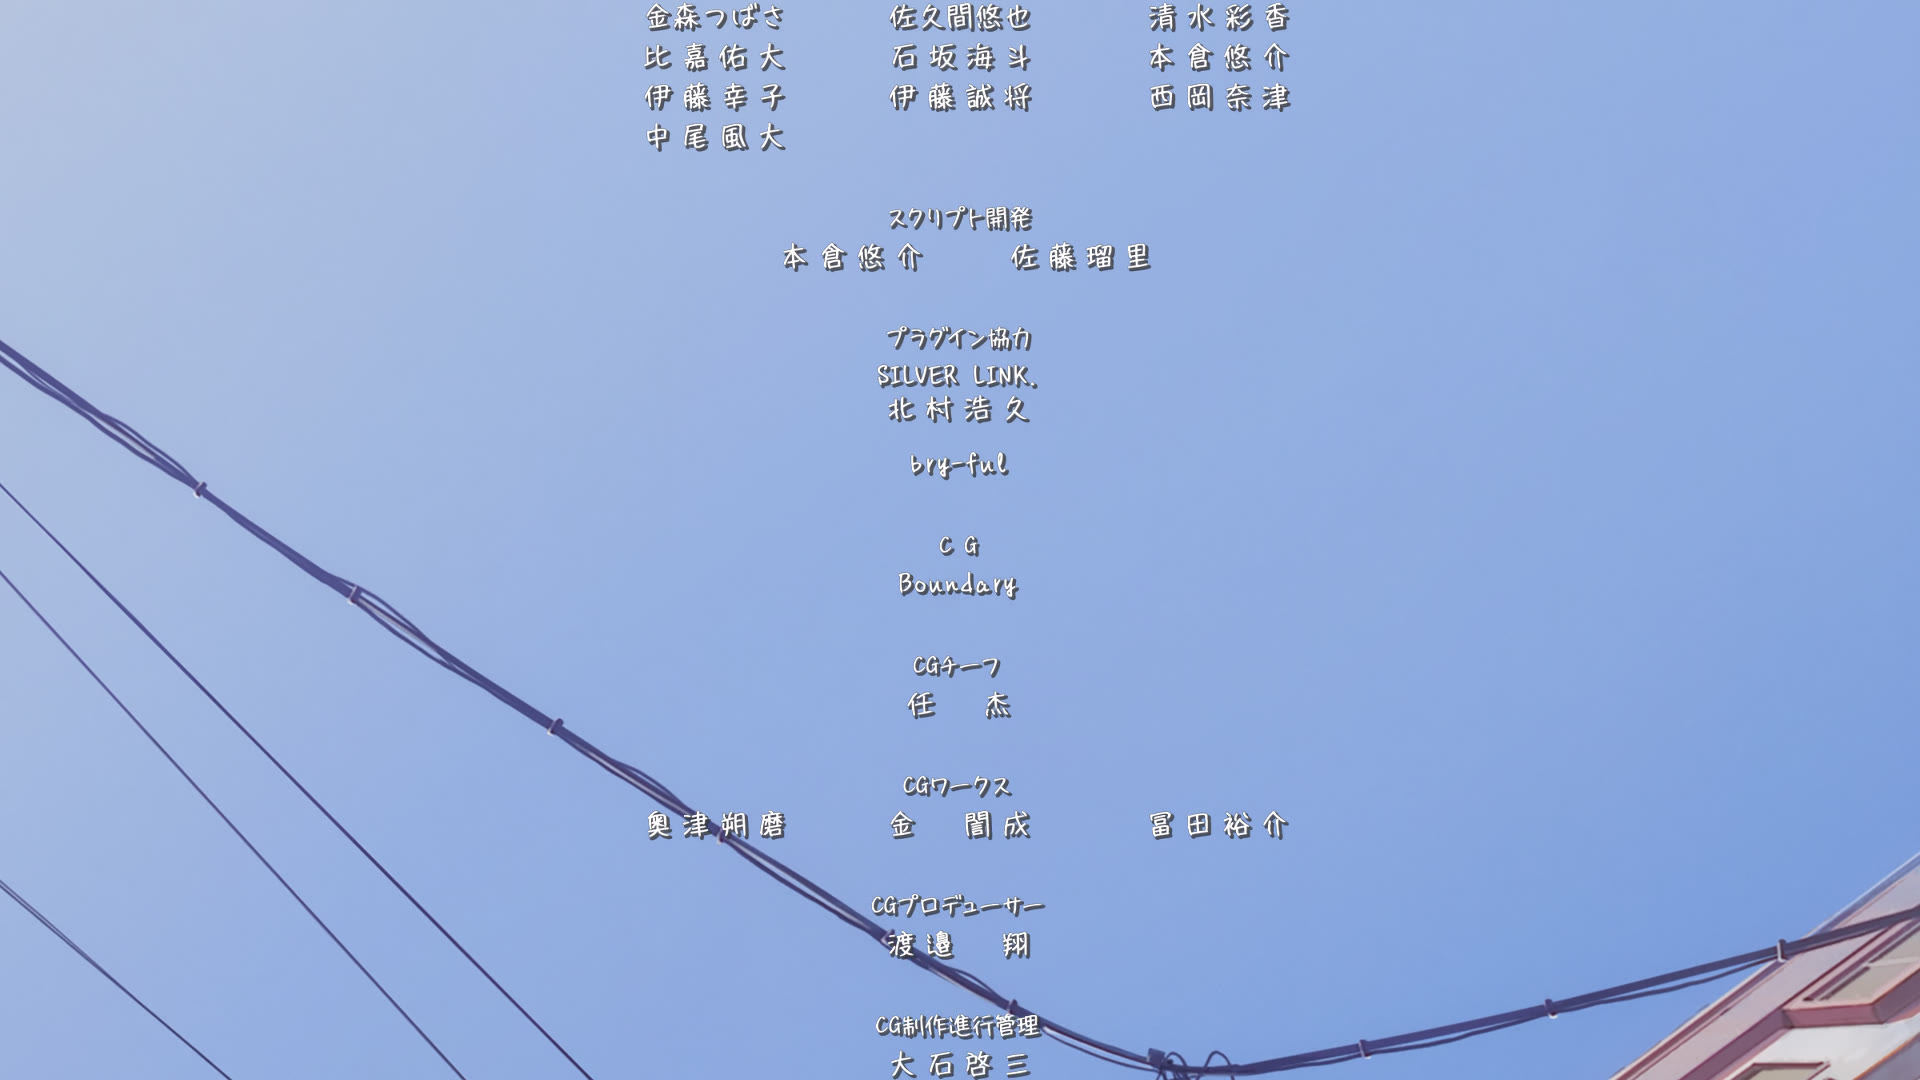 金森つばさ 佐久間悠也 清水彩香
比嘉佑大 石坂海斗 本倉悠介
伊藤幸子 伊藤誠将 西岡奈津
中尾風大
スクリプト開発
本倉悠介 佐藤瑠里
プラグイン協力
SILVER LINK.
北村浩久
bry-ful
CG
Boundary
CGチーフ
任 杰
CGワークス
奥津朔磨 金 誾成 冨田裕介
CGプロデューサー
渡邉 翔
CG制作進行管理
大石啓三